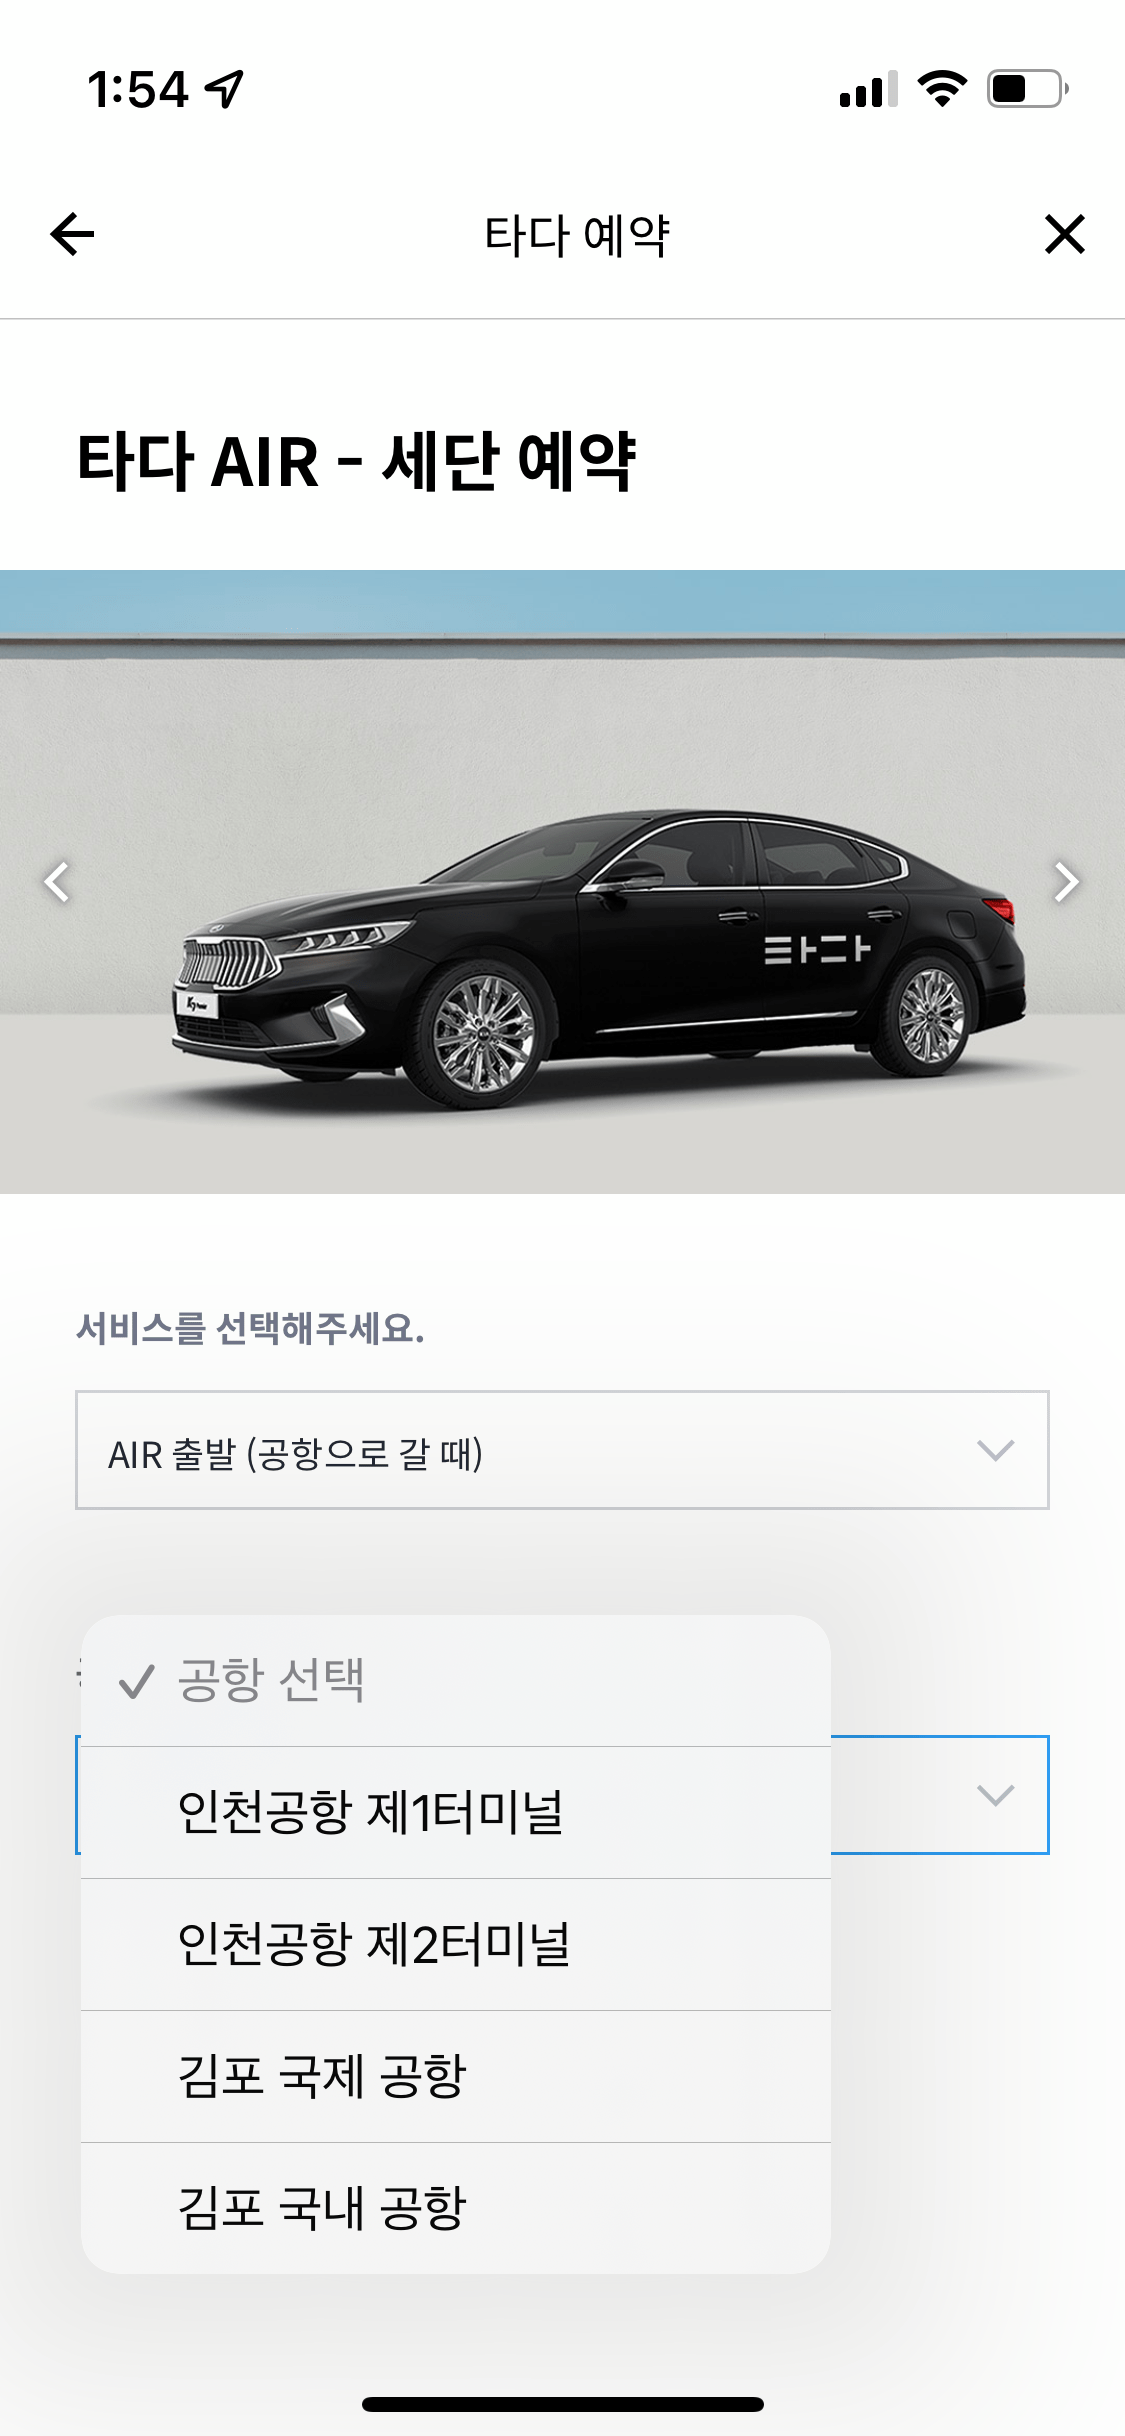 1:54
타다 예약
타다 AIR - 세단 예약
타다
서비스를 선택해주세요.
AIR 출발 (공항으로 갈 때)
공항 선택
인천공항 제1터미널
인천공항 제2터미널
김포 국제 공항
김포 국내 공항